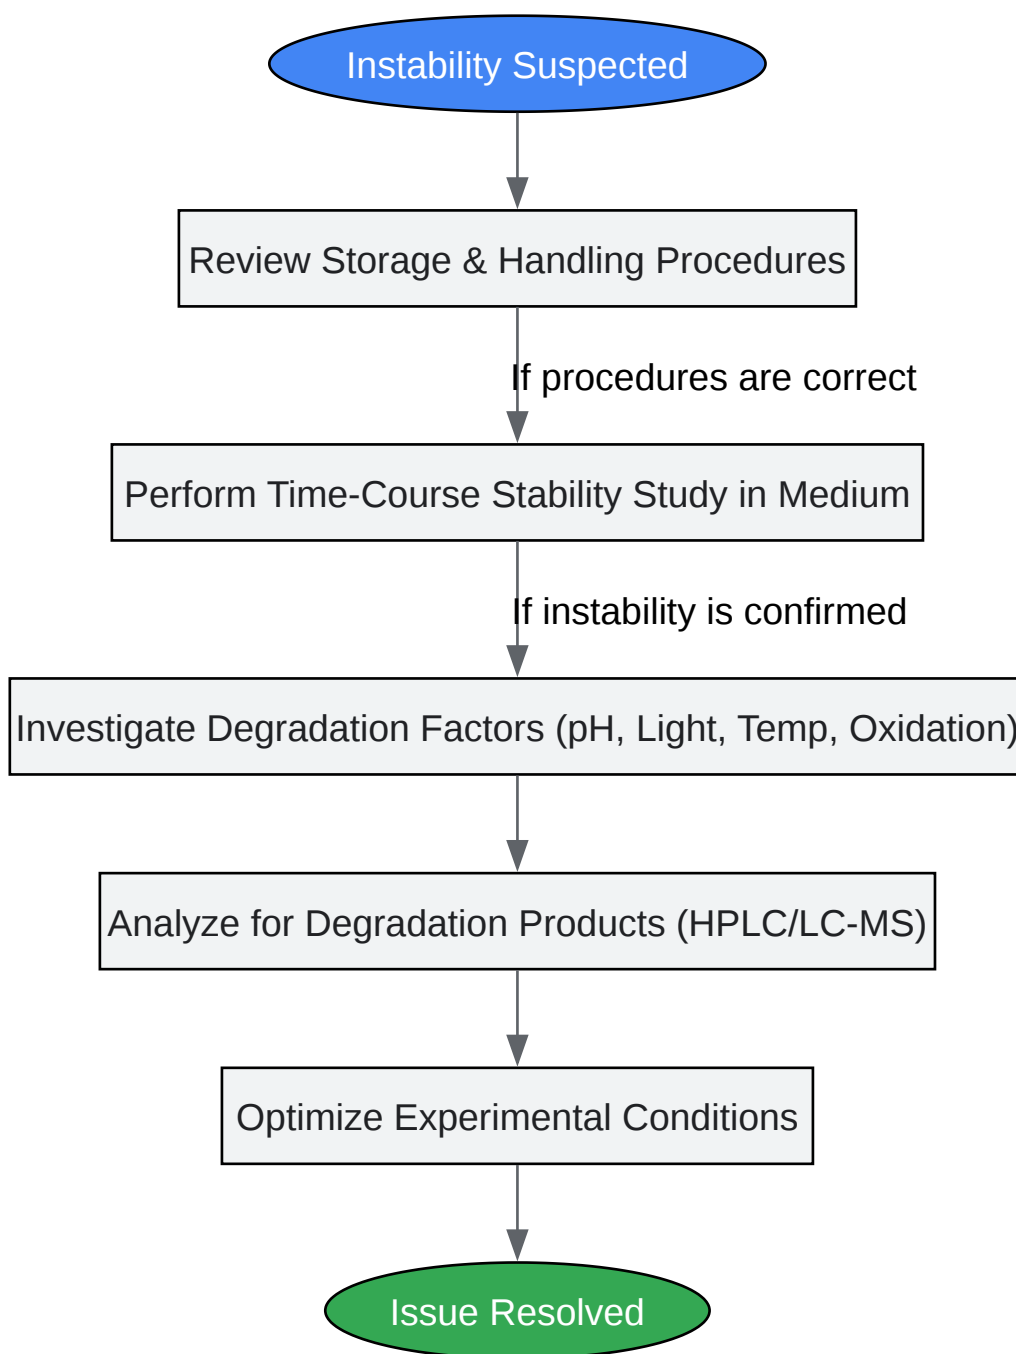 Instability Suspected
Review Storage & Handling Procedures
If procedures are correct
Perform Time-Course Stability Study in Medium
If instability is confirmed
Investigate Degradation Factors (pH, Light, Temp, Oxidation)
Analyze for Degradation Products (HPLC/LC-MS)
Optimize Experimental Conditions
Issue Resolved